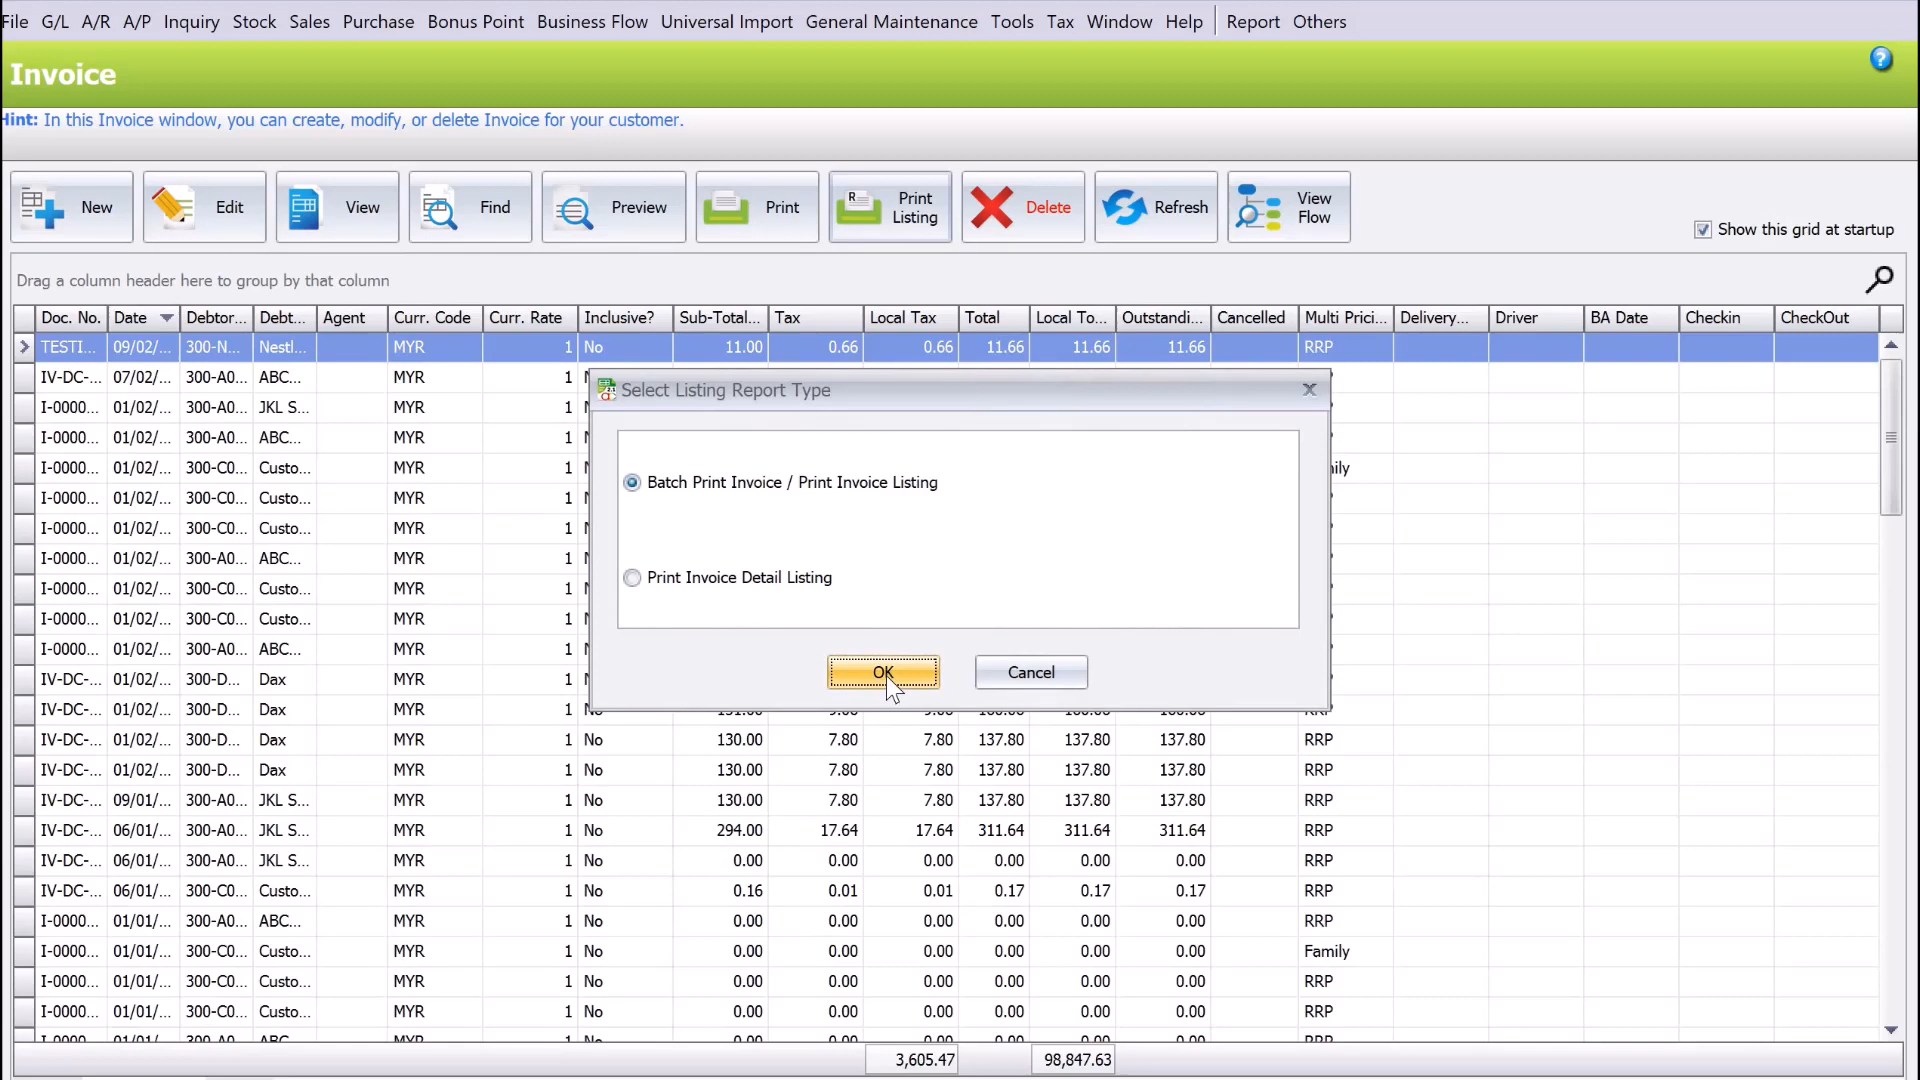 File G/L A/R A/P Inquiry Stock Sales Purchase Bonus Point Business Flow Universal Import General Maintenance Tools Tax Window Help Report Others
Invoice
Hint: In this Invoice window, you can create, modify, or delete Invoice for your customer.
New Edit View Find Preview Print Print Listing Delete Refresh View Flow
Show this grid at startup
Drag a column header here to group by that column
Doc. No. Date Debtor... Debt... Agent Curr. Code Curr. Rate Inclusive? Sub-Total... Tax Local Tax Total Local To... Outstandi... Cancelled Multi Prici... Delivery... Driver BA Date Checkin CheckOut
TESTI... 09/02/... 300-N... Nestl... MYR 1 No 11.00 0.66 0.66 11.66 11.66 11.66 RRP
IV-DC-... 07/02/... 300-A0... ABC... MYR 1
Select Listing Report Type
I-0000... 01/02/... 300-A0... JKL S... MYR 1
I-0000... 01/02/... 300-A0... ABC... MYR 1
I-0000... 01/02/... 300-C0... Custo... MYR 1
Batch Print Invoice / Print Invoice Listing
I-0000... 01/02/... 300-C0... Custo... MYR 1
I-0000... 01/02/... 300-C0... Custo... MYR 1
I-0000... 01/02/... 300-A0... ABC... MYR 1
Print Invoice Detail Listing
I-0000... 01/02/... 300-C0... Custo... MYR 1
I-0000... 01/02/... 300-C0... Custo... MYR 1
I-0000... 01/02/... 300-A0... ABC... MYR 1
OK Cancel
IV-DC-... 01/02/... 300-D... Dax MYR 1
IV-DC-... 01/02/... 300-D... Dax MYR 1 No
IV-DC-... 01/02/... 300-D... Dax MYR 1 No 130.00 7.80 7.80 137.80 137.80 137.80 RRP
IV-DC-... 01/02/... 300-D... Dax MYR 1 No 130.00 7.80 7.80 137.80 137.80 137.80 RRP
IV-DC-... 09/01/... 300-A0... JKL S... MYR 1 No 130.00 7.80 7.80 137.80 137.80 137.80 RRP
IV-DC-... 06/01/... 300-A0... JKL S... MYR 1 No 294.00 17.64 17.64 311.64 311.64 311.64 RRP
IV-DC-... 06/01/... 300-A0... JKL S... MYR 1 No 0.00 0.00 0.00 0.00 0.00 0.00 RRP
IV-DC-... 06/01/... 300-C0... Custo... MYR 1 No 0.16 0.01 0.01 0.17 0.17 0.17 RRP
I-0000... 01/01/... 300-A0... ABC... MYR 1 No 0.00 0.00 0.00 0.00 0.00 0.00 RRP
I-0000... 01/01/... 300-C0... Custo... MYR 1 No 0.00 0.00 0.00 0.00 0.00 0.00 Family
I-0000... 01/01/... 300-C0... Custo... MYR 1 No 0.00 0.00 0.00 0.00 0.00 0.00 RRP
I-0000... 01/01/... 300-C0... Custo... MYR 1 No 0.00 0.00 0.00 0.00 0.00 0.00 RRP
3,605.47 98,847.63